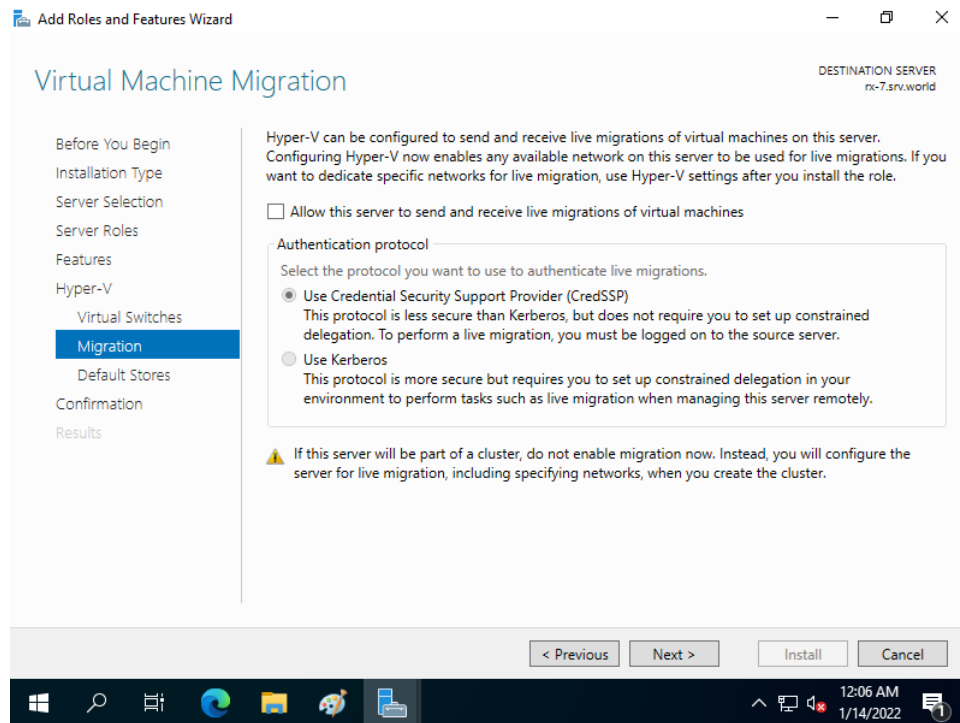 Add Roles and Features Wizard
Virtual Machine Migration
DESTINATION SERVER
rx-7.srv.world
Before You Begin
Installation Type
Server Selection
Server Roles
Features
Hyper-V
Virtual Switches
Migration
Default Stores
Confirmation
Results
Hyper-V can be configured to send and receive live migrations of virtual machines on this server.
Configuring Hyper-V now enables any available network on this server to be used for live migrations. If you
want to dedicate specific networks for live migration, use Hyper-V settings after you install the role.
Allow this server to send and receive live migrations of virtual machines
Authentication protocol
Select the protocol you want to use to authenticate live migrations.
Use Credential Security Support Provider (CredSSP)
This protocol is less secure than Kerberos, but does not require you to set up constrained
delegation. To perform a live migration, you must be logged on to the source server.
Use Kerberos
This protocol is more secure but requires you to set up constrained delegation in your
environment to perform tasks such as live migration when managing this server remotely.
If this server will be part of a cluster, do not enable migration now. Instead, you will configure the
server for live migration, including specifying networks, when you create the cluster.
< Previous
Next >
Install
Cancel
12:06 AM
1/14/2022
1